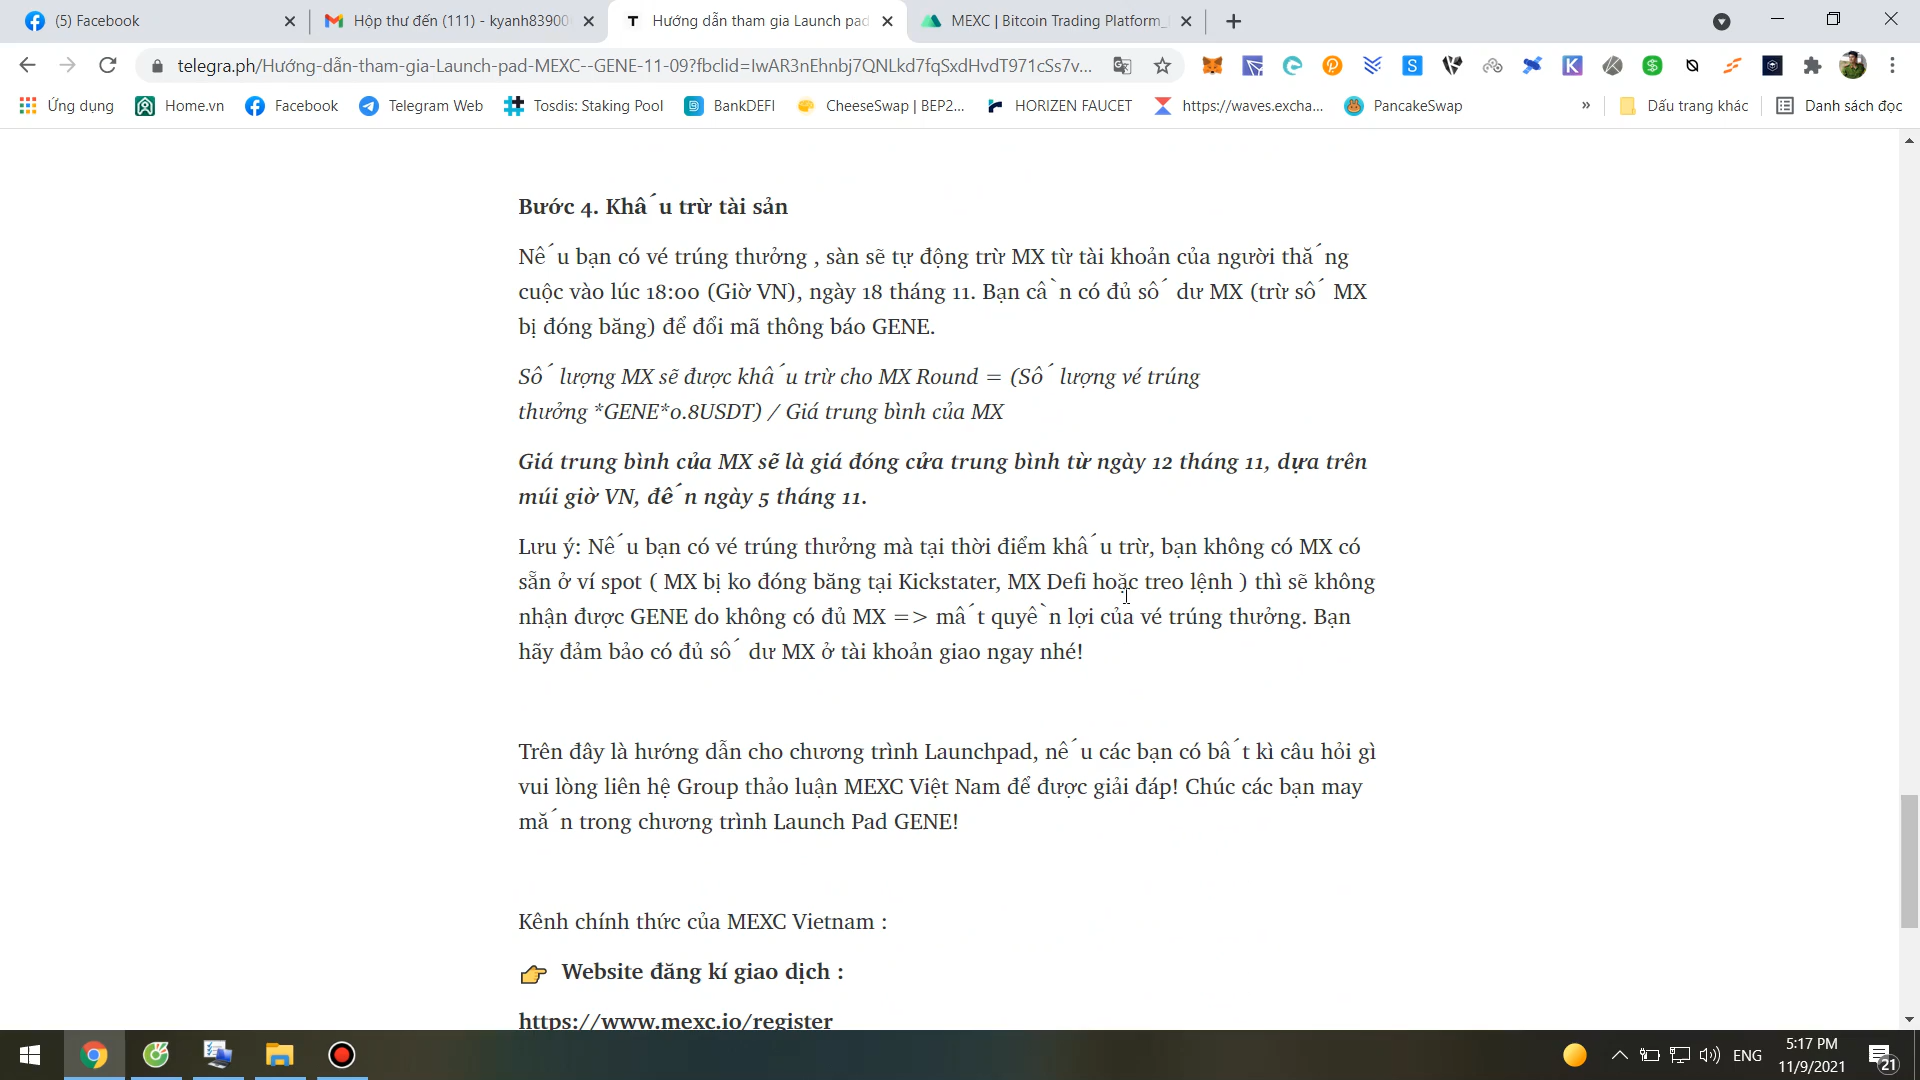 (5) Facebook
Hộp thư đến (111) - kyanh83900
Hướng dẫn tham gia Launch pad
MEXC | Bitcoin Trading Platform_
telegra.ph/Hướng-dẫn-tham-gia-Launch-pad-MEXC--GENE-11-09?fbclid=IwAR3nEhnbj7QNLkd7fqSxdHvdT971cSs7v...
Ứng dụng
Home.vn
Facebook
Telegram Web
Tosdis: Staking Pool
BankDEFI
CheeseSwap | BEP2...
HORIZEN FAUCET
https://waves.excha...
PancakeSwap
»
Dấu trang khác
Danh sách đọc
Bước 4. Khấu trừ tài sản
Nếu bạn có vé trúng thưởng , sàn sẽ tự động trừ MX từ tài khoản của người thắng
cuộc vào lúc 18:00 (Giờ VN), ngày 18 tháng 11. Bạn cần có đủ số dư MX (trừ số MX
bị đóng băng) để đổi mã thông báo GENE.
Số lượng MX sẽ được khấu trừ cho MX Round = (Số lượng vé trúng
thưởng *GENE*0.8USDT) / Giá trung bình của MX
Giá trung bình của MX sẽ là giá đóng cửa trung bình từ ngày 12 tháng 11, dựa trên
múi giờ VN, đến ngày 5 tháng 11.
Lưu ý: Nếu bạn có vé trúng thưởng mà tại thời điểm khấu trừ, bạn không có MX có
sẵn ở ví spot ( MX bị ko đóng băng tại Kickstater, MX Defi hoặc treo lệnh ) thì sẽ không
nhận được GENE do không có đủ MX => mất quyền lợi của vé trúng thưởng. Bạn
hãy đảm bảo có đủ số dư MX ở tài khoản giao ngay nhé!
Trên đây là hướng dẫn cho chương trình Launchpad, nếu các bạn có bất kì câu hỏi gì
vui lòng liên hệ Group thảo luận MEXC Việt Nam để được giải đáp! Chúc các bạn may
mắn trong chương trình Launch Pad GENE!
Kênh chính thức của MEXC Vietnam :
👉 Website đăng kí giao dịch :
https://www.mexc.io/register
ENG
5:17 PM
11/9/2021
21